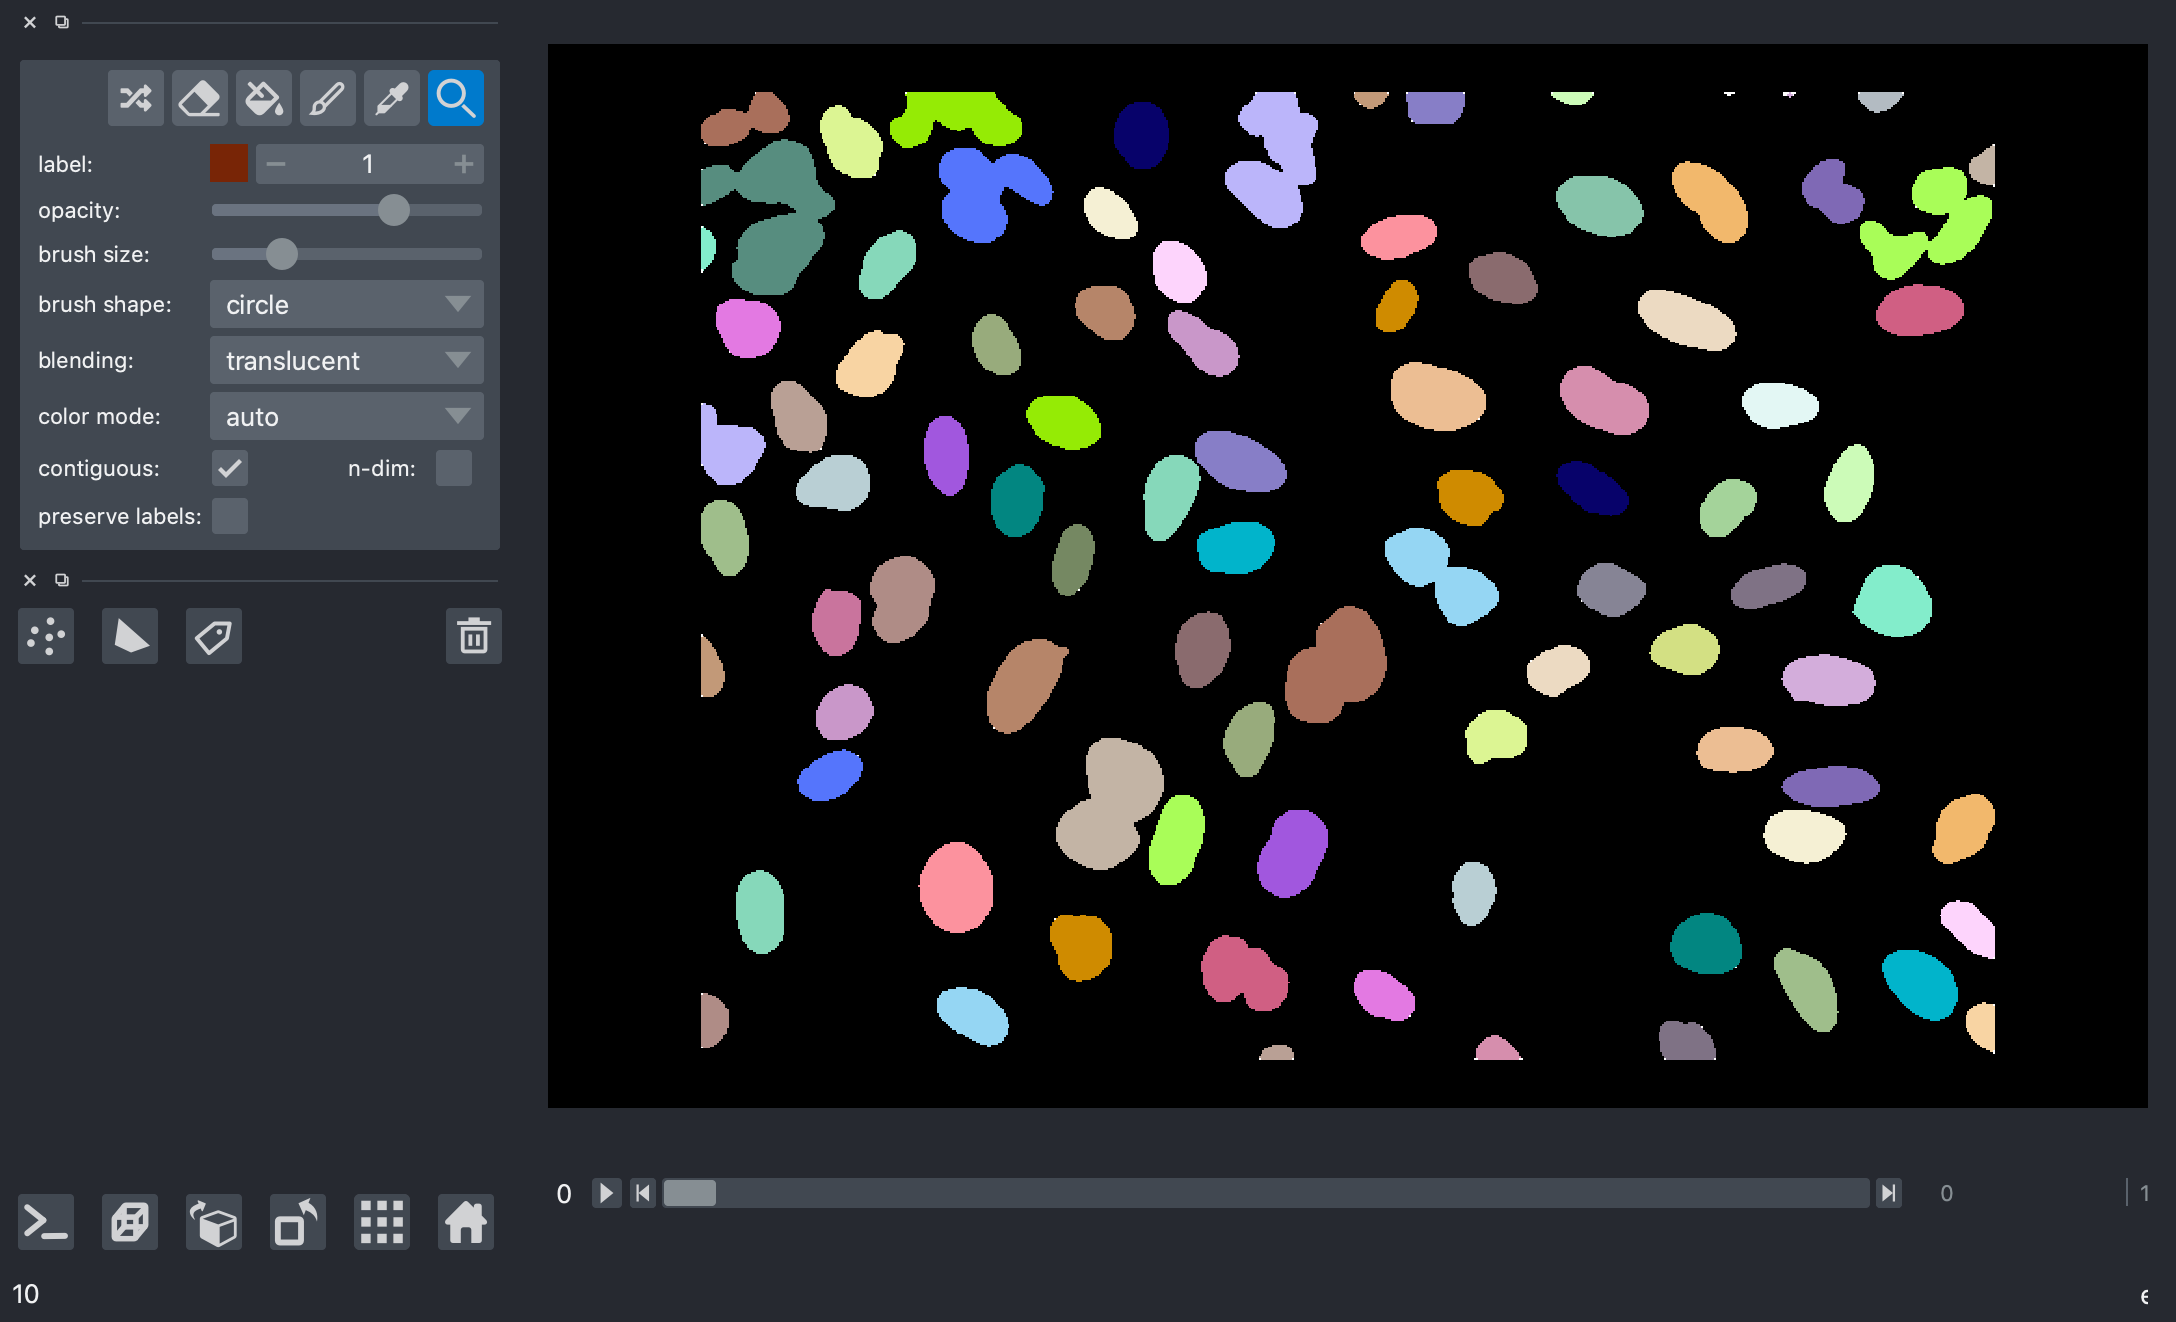 label: 1
opacity:
brush size:
brush shape: circle
blending: translucent
color mode: auto
contiguous: n-dim:
preserve labels:
0 0 1
10